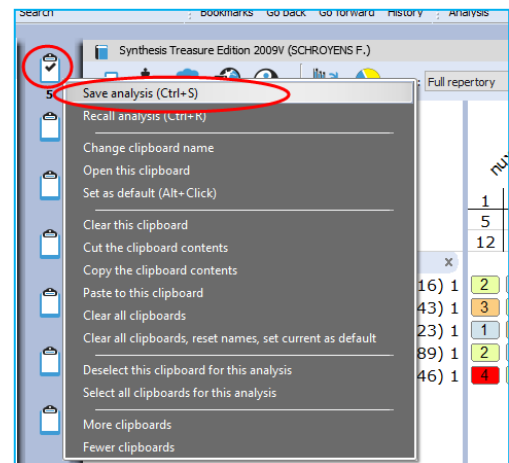 Search
Bookmarks Go back Go forward History Analysis
Synthesis Treasure Edition 2009V (SCHROYENS F.)
Full repertory
5
Save analysis (Ctrl+S)
Recall analysis (Ctrl+R)
Change clipboard name
Open this clipboard
Set as default (Alt+Click)
1
5
12
Clear this clipboard
Cut the clipboard contents
Copy the clipboard contents
Paste to this clipboard
Clear all clipboards
Clear all clipboards, reset names, set current as default
x
16) 1 2
43) 1 3
23) 1 1
89) 1 2
46) 1 4
Deselect this clipboard for this analysis
Select all clipboards for this analysis
More clipboards
Fewer clipboards